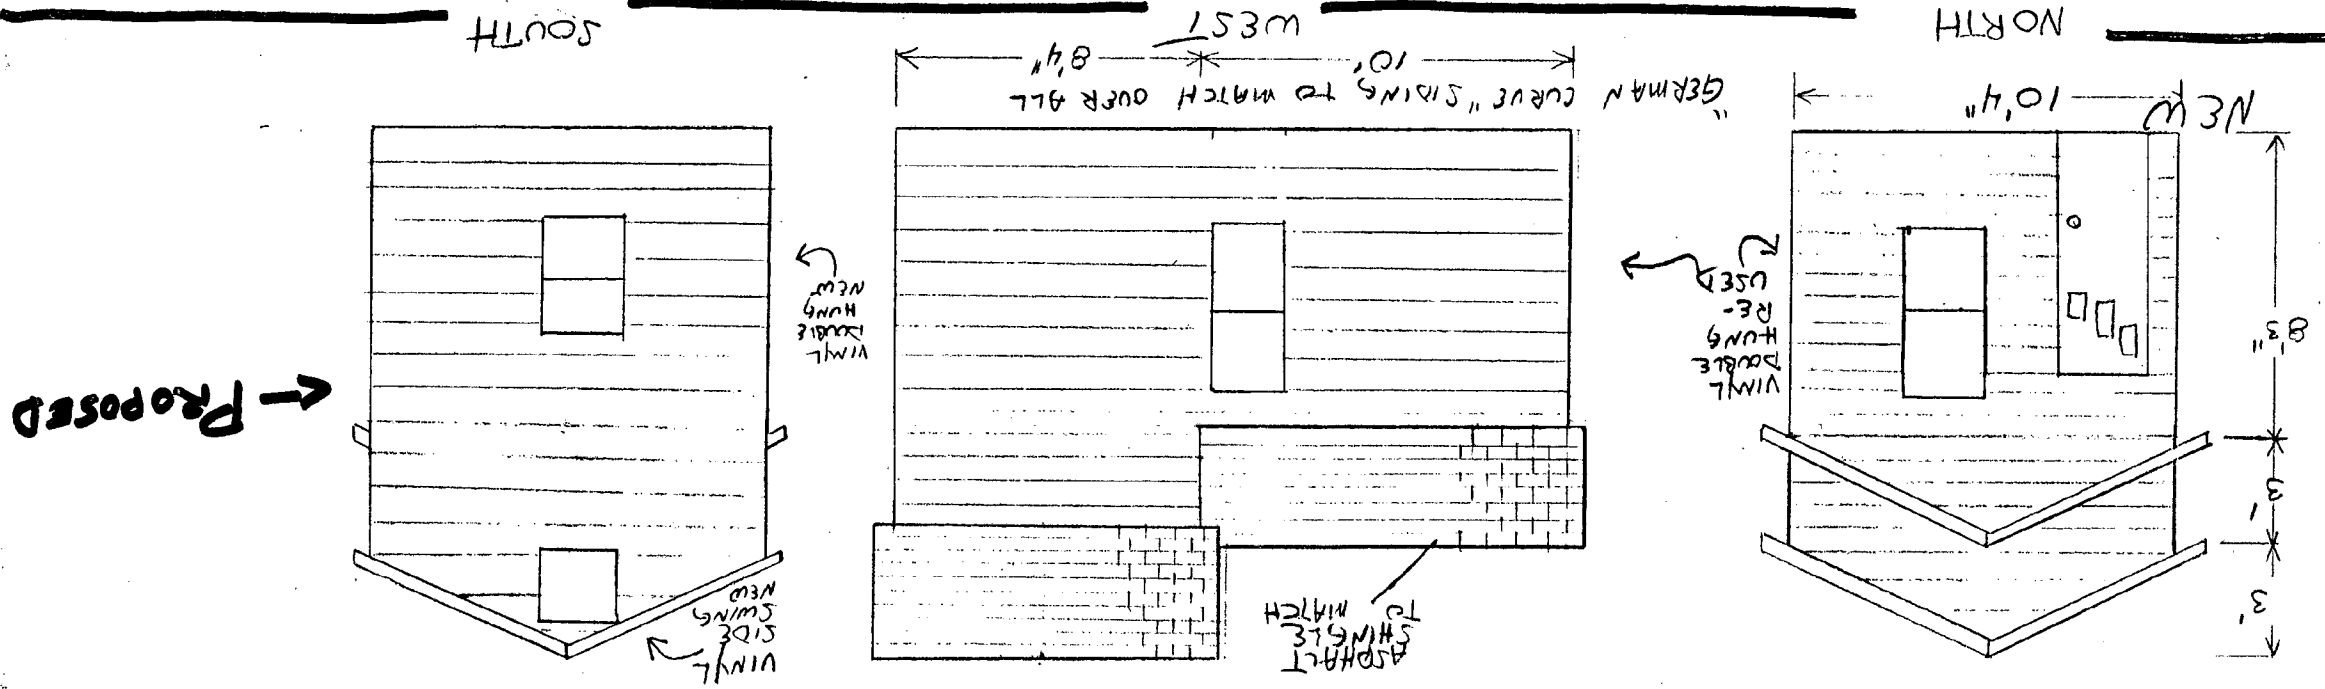 3'
3'
8'3"
NEW
10'4"
NORTH
VINYL
DOUBLE
HUNG
RE-
USED
ASPHALT
SHINGLE
TO MATCH
"GERMAN CURVE" SIDING TO MATCH OVER ALL
10'
8'4"
WEST
VINYL
SIDE
SWING
NEW
VINYL
DOUBLE
HUNG
NEW
SOUTH
← PROPOSED